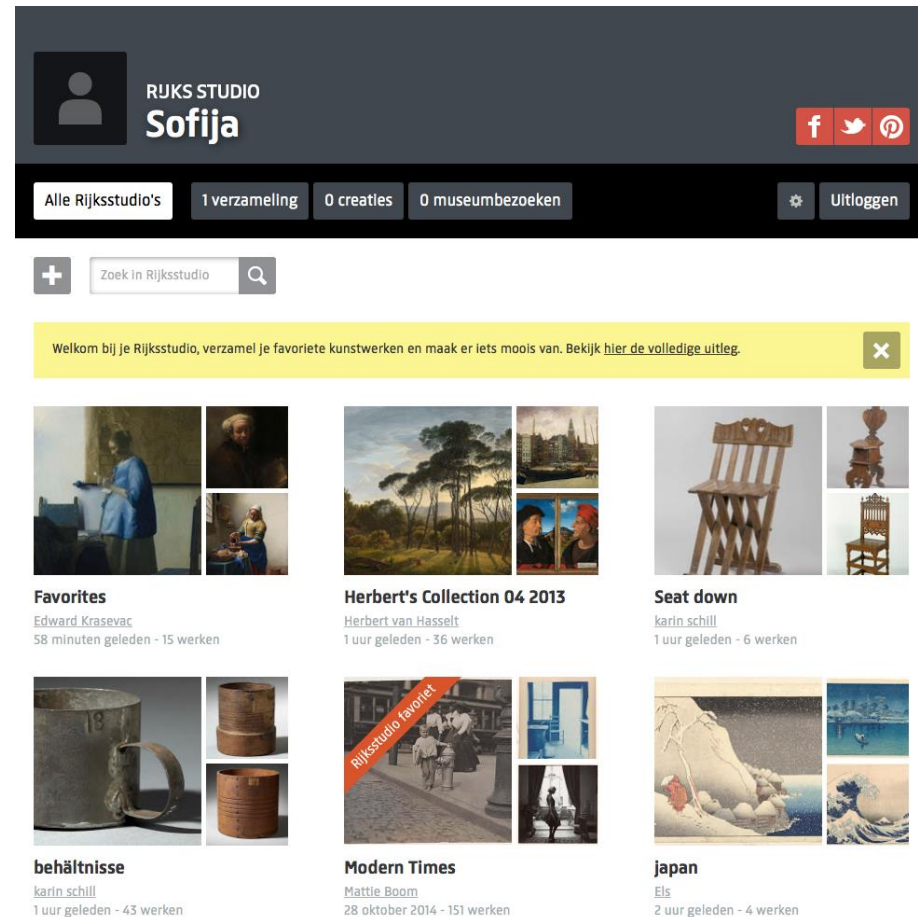 RIJKS STUDIO
Sofija
Alle Rijksstudio's
1 verzameling
0 creaties
0 museumbezoeken
Uitloggen
Zoek in Rijksstudio
Welkom bij je Rijksstudio, verzamel je favoriete kunstwerken en maak er iets moois van. Bekijk hier de volledige uitleg.
Favorites
Edward Krasevac
58 minuten geleden - 15 werken
Herbert's Collection 04 2013
Herbert van Hasselt
1 uur geleden - 36 werken
Seat down
karin schill
1 uur geleden - 6 werken
18
behältnisse
karin schill
1 uur geleden - 43 werken
Rijksstudio favoriet
Modern Times
Mattie Boom
28 oktober 2014 - 151 werken
japan
Els
2 uur geleden - 4 werken